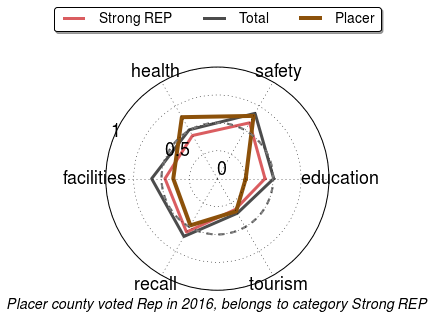 Strong REP Total Placer
health safety
1
0.5
0
facilities education
recall tourism
Placer county voted Rep in 2016, belongs to category Strong REP